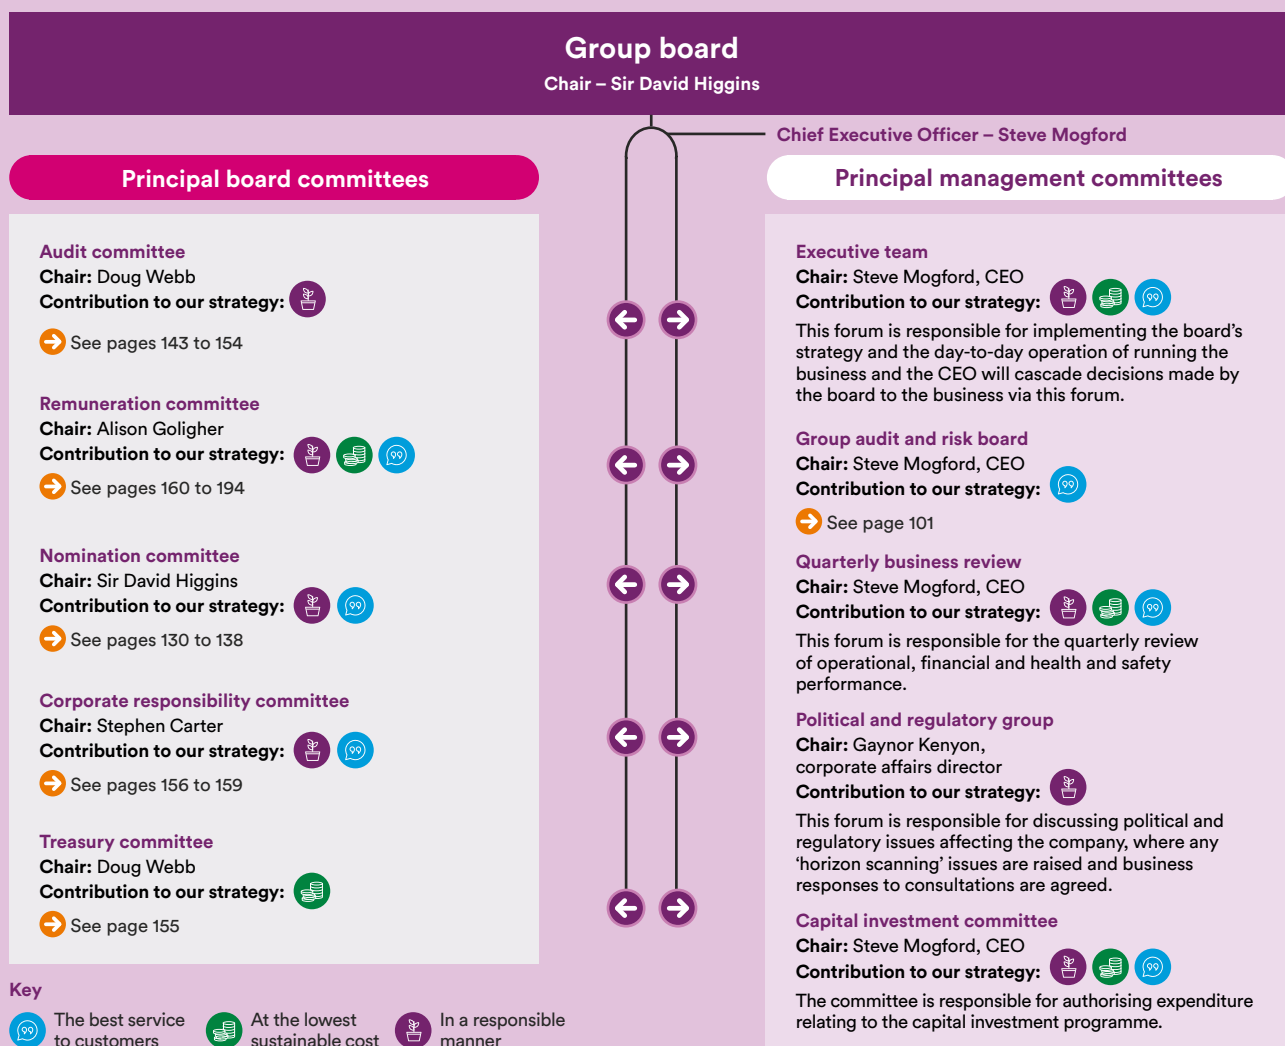 Group board
Chair – Sir David Higgins
Chief Executive Officer – Steve Mogford
Principal board committees
Audit committee
Chair: Doug Webb
Contribution to our strategy:
See pages 143 to 154
Remuneration committee
Chair: Alison Goligher
Contribution to our strategy:
See pages 160 to 194
Nomination committee
Chair: Sir David Higgins
Contribution to our strategy:
See pages 130 to 138
Corporate responsibility committee
Chair: Stephen Carter
Contribution to our strategy:
See pages 156 to 159
Treasury committee
Chair: Doug Webb
Contribution to our strategy:
See page 155
Principal management committees
Executive team
Chair: Steve Mogford, CEO
Contribution to our strategy:
This forum is responsible for implementing the board’s
strategy and the day-to-day operation of running the
business and the CEO will cascade decisions made by
the board to the business via this forum.
Group audit and risk board
Chair: Steve Mogford, CEO
Contribution to our strategy:
See page 101
Quarterly business review
Chair: Steve Mogford, CEO
Contribution to our strategy:
This forum is responsible for the quarterly review
of operational, financial and health and safety
performance.
Political and regulatory group
Chair: Gaynor Kenyon,
corporate affairs director
Contribution to our strategy:
This forum is responsible for discussing political and
regulatory issues affecting the company, where any
‘horizon scanning’ issues are raised and business
responses to consultations are agreed.
Capital investment committee
Chair: Steve Mogford, CEO
Contribution to our strategy:
The committee is responsible for authorising expenditure
relating to the capital investment programme.
Key
The best service
to customers
At the lowest
sustainable cost
In a responsible
manner